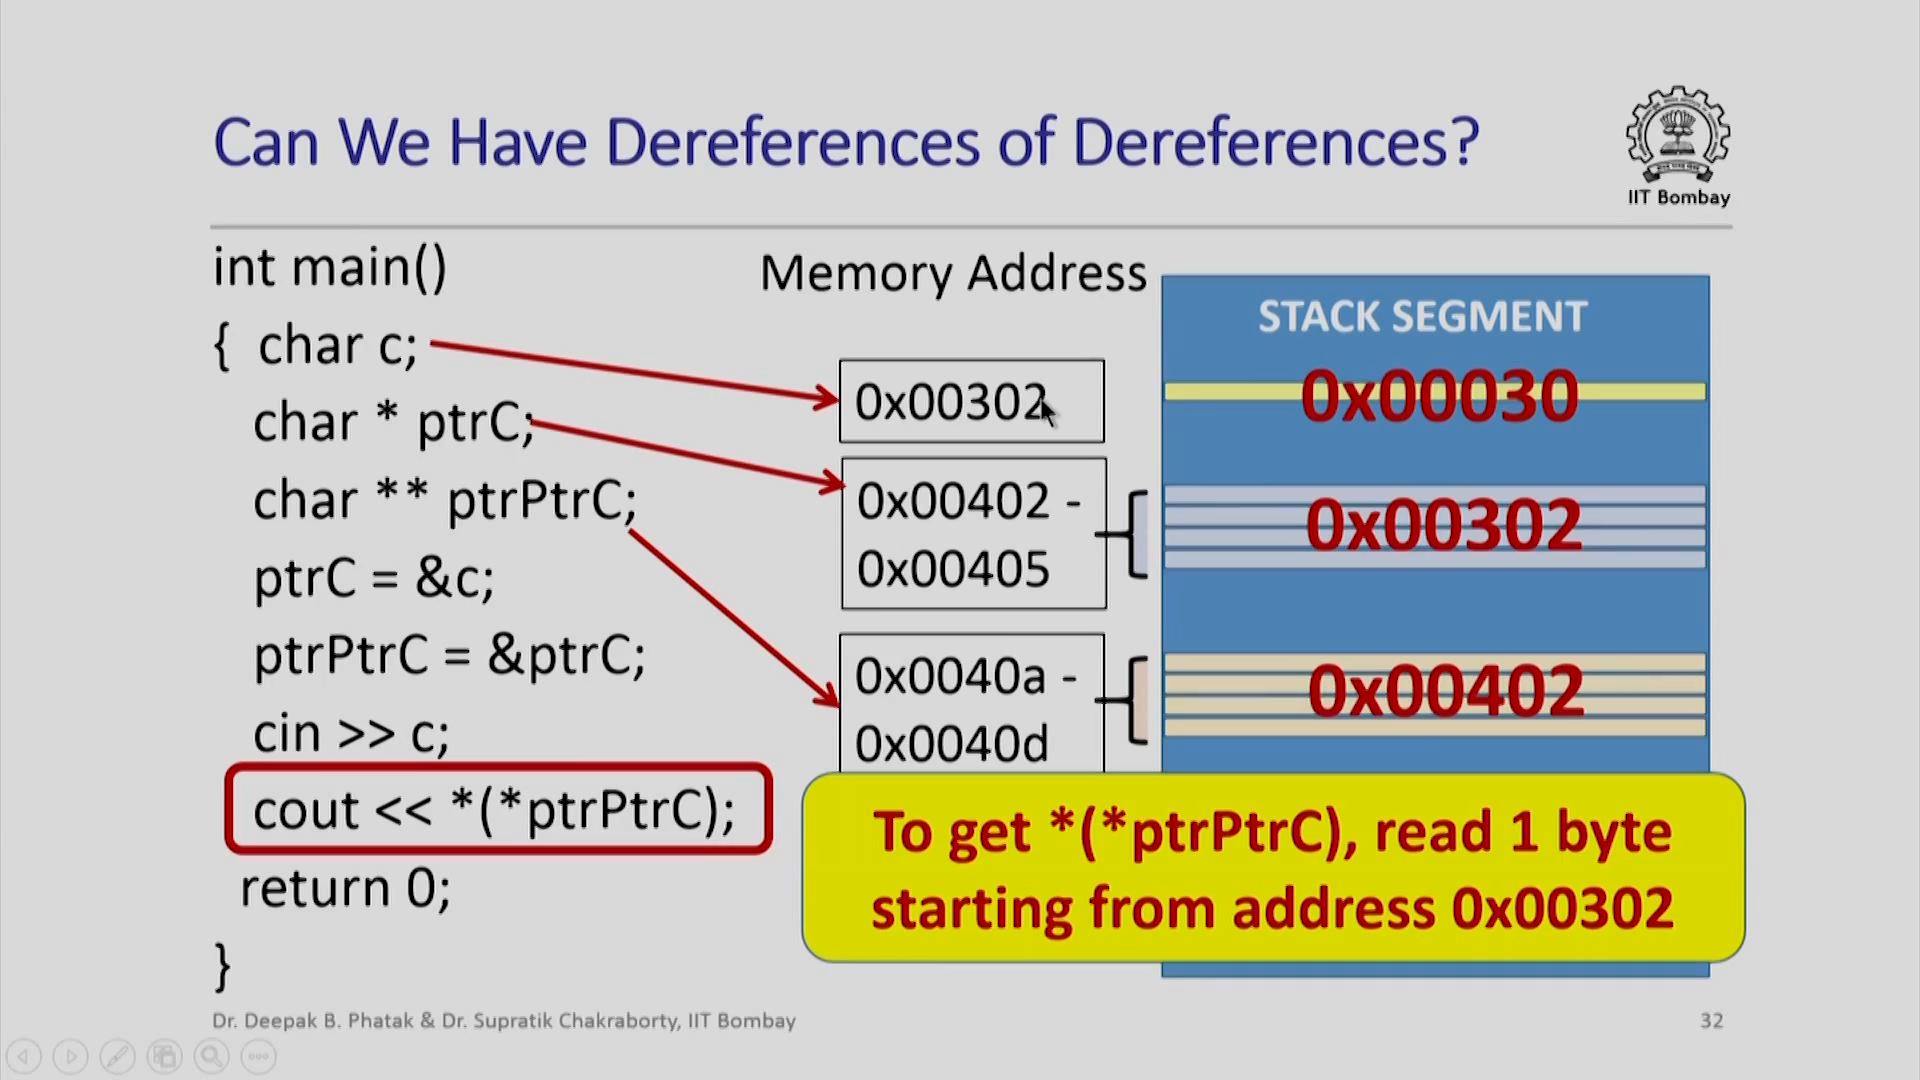 Can We Have Dereferences of Dereferences?
IIT Bombay
int main()
{ char c;
char * ptrC;
char ** ptrPtrC;
ptrC = &c;
ptrPtrC = &ptrC;
cin >> c;
cout << *(*ptrPtrC);
return 0;
}
Memory Address
0x00302
0x00402 -
0x00405
0x0040a -
0x0040d
STACK SEGMENT
0x00030
0x00302
0x00402
To get *(*ptrPtrC), read 1 byte
starting from address 0x00302
Dr. Deepak B. Phatak & Dr. Supratik Chakraborty, IIT Bombay
32